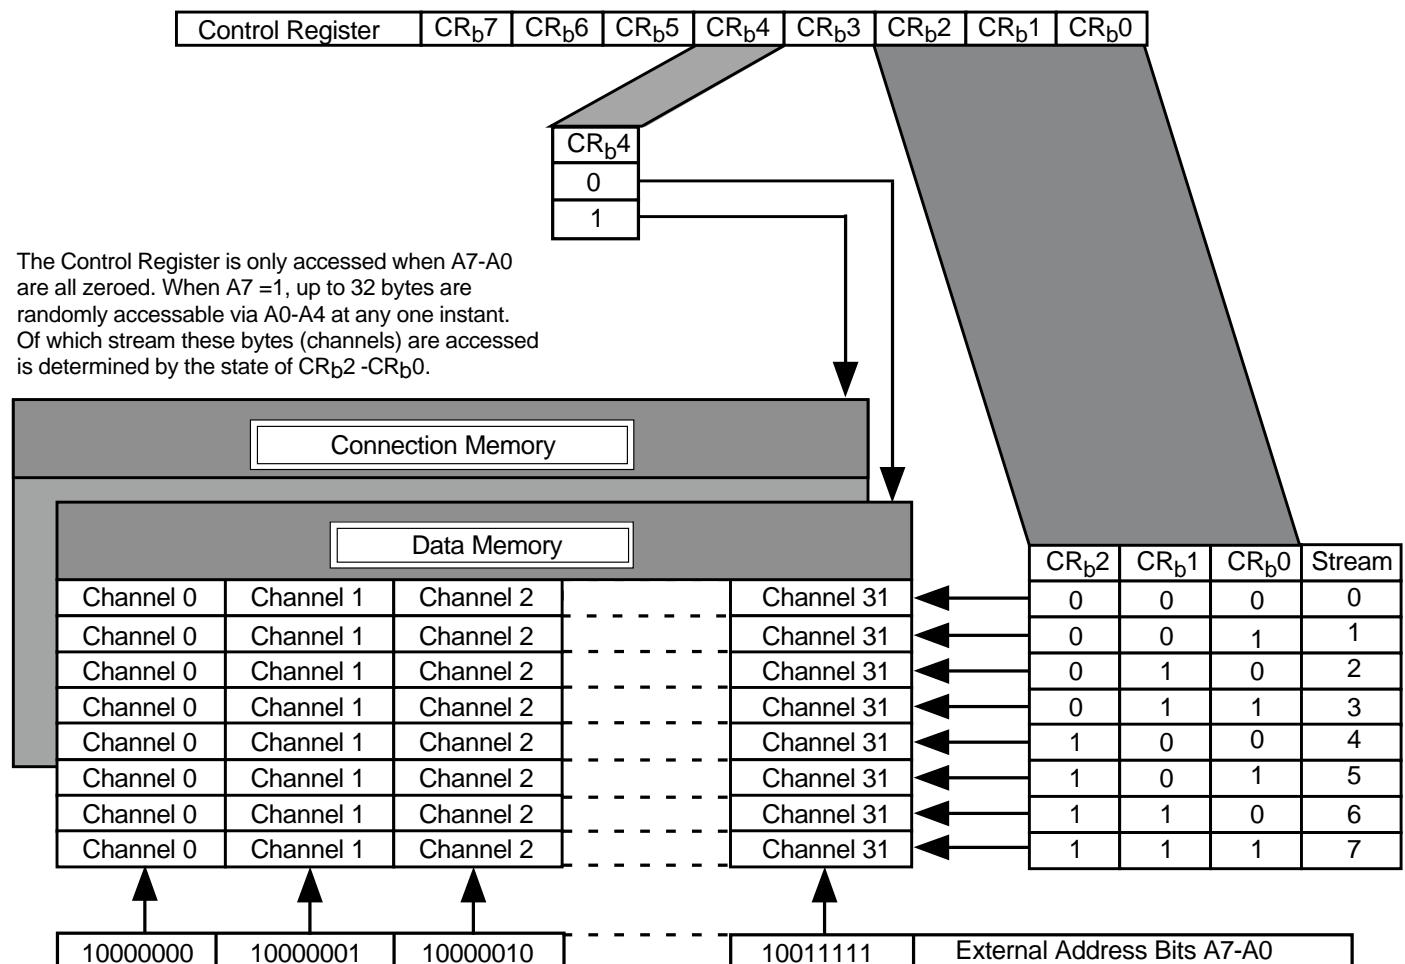 Control Register CRb7 CRb6 CRb5 CRb4 CRb3 CRb2 CRb1 CRb0
CRb4
0
1
The Control Register is only accessed when A7-A0
are all zeroed. When A7 =1, up to 32 bytes are
randomly accessable via A0-A4 at any one instant.
Of which stream these bytes (channels) are accessed
is determined by the state of CRb2 -CRb0.
Connection Memory
Data Memory
CRb2 CRb1 CRb0 Stream
Channel 0 Channel 1 Channel 2 Channel 31 0 0 0 0
Channel 0 Channel 1 Channel 2 Channel 31 0 0 1 1
Channel 0 Channel 1 Channel 2 Channel 31 0 1 0 2
Channel 0 Channel 1 Channel 2 Channel 31 0 1 1 3
Channel 0 Channel 1 Channel 2 Channel 31 1 0 0 4
Channel 0 Channel 1 Channel 2 Channel 31 1 0 1 5
Channel 0 Channel 1 Channel 2 Channel 31 1 1 0 6
Channel 0 Channel 1 Channel 2 Channel 31 1 1 1 7
10000000 10000001 10000010 10011111 External Address Bits A7-A0